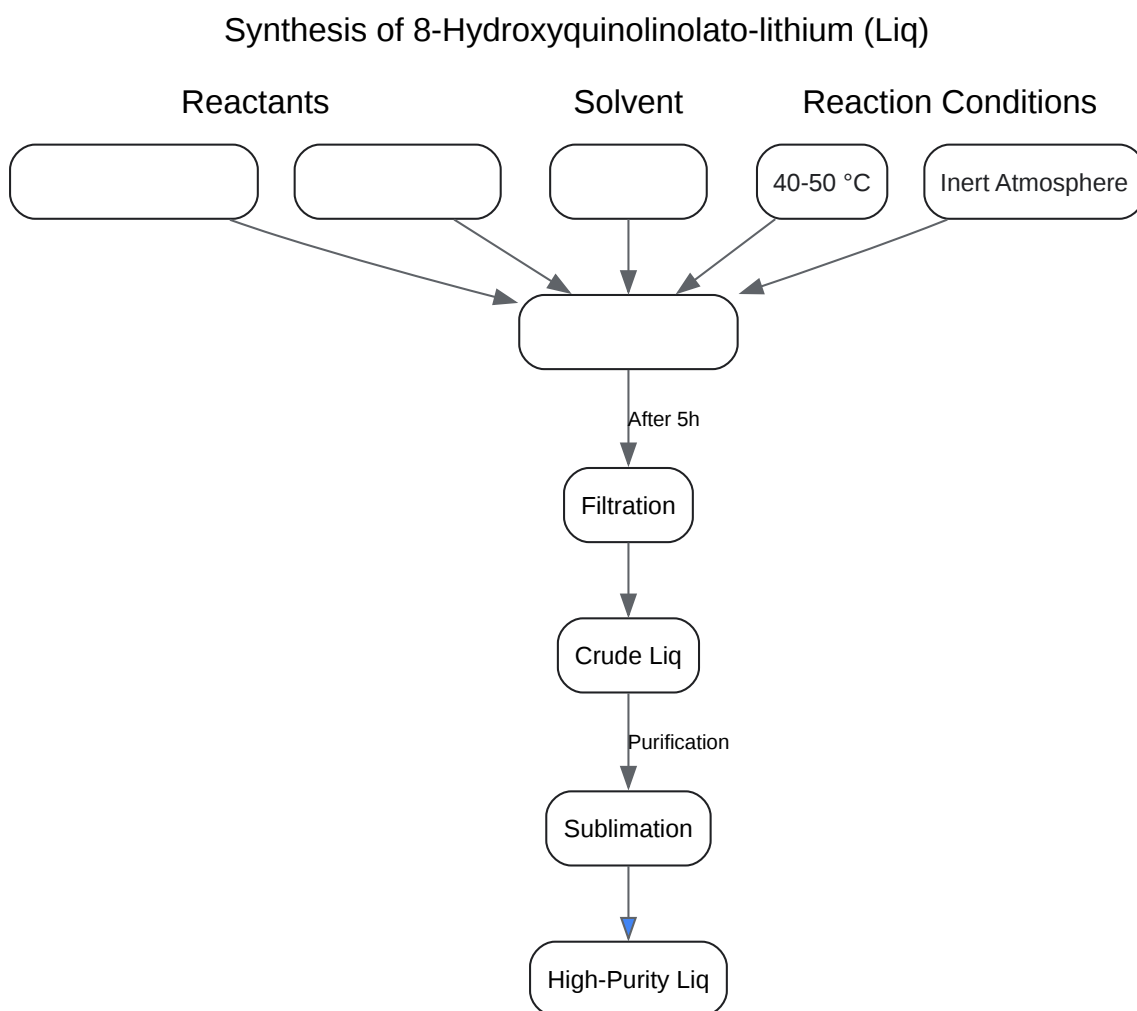 Synthesis of 8-Hydroxyquinolinolato-lithium (Liq)
Reactants
Solvent
Reaction Conditions
40-50 °C
Inert Atmosphere
After 5h
Filtration
Crude Liq
Purification
Sublimation
High-Purity Liq